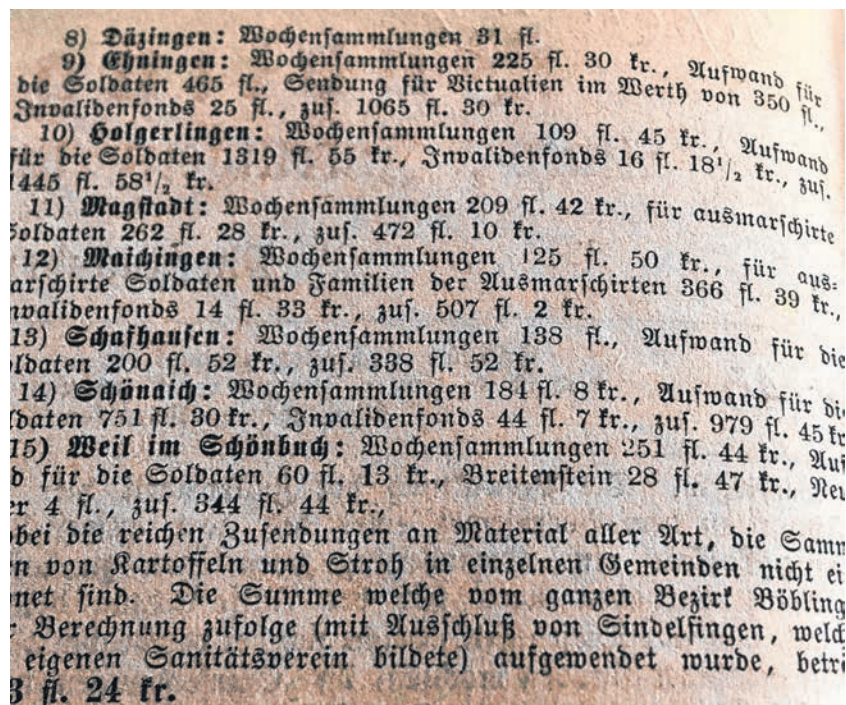 8) Däzingen: Wochensammlungen 31 fl.
9) Ehningen: Wochensammlungen 225 fl. 30 kr., Aufwand für
die Soldaten 465 fl., Sendung für Victualien im Werth von 350 fl.,
Invalidenfonds 25 fl., zus. 1065 fl. 30 kr.
10) Holgerlingen: Wochensammlungen 109 fl. 45 kr., Aufwand
für die Soldaten 1319 fl. 55 kr., Invalidenfonds 16 fl. 18½ kr., zus.
1445 fl. 58½ kr.
11) Magstadt: Wochensammlungen 209 fl. 42 kr., für ausmarschirte
Soldaten 262 fl. 28 kr., zus. 472 fl. 10 kr.
12) Maichingen: Wochensammlungen 125 fl. 50 kr., für aus-
arschirte Soldaten und Familien der Ausmarschirten 366 fl. 39 kr.,
nvalidenfonds 14 fl. 33 kr., zus. 507 fl. 2 kr.
13) Schafhausen: Wochensammlungen 138 fl., Aufwand für die
ldaten 200 fl. 52 kr., zus. 338 fl. 52 kr.
14) Schönaich: Wochensammlungen 184 fl. 8 kr., Aufwand für di
ldaten 751 fl. 30 kr., Invalidenfonds 44 fl. 7 kr., zus. 979 fl. 45 kr
15) Weil im Schönbuch: Wochensammlungen 251 fl. 44 kr., Auf
d für die Soldaten 60 fl. 13 kr., Breitenstein 28 fl. 47 kr., Neu
er 4 fl., zus. 344 fl. 44 kr.,
bei die reichen Zusendungen an Material aller Art, die Samm
en von Kartoffeln und Stroh in einzelnen Gemeinden nicht ei
net sind. Die Summe welche vom ganzen Bezirk Böbling
r Berechnung zufolge (mit Ausschluß von Sindelfingen, welch
eigenen Sanitätsverein bildete) aufgewendet wurde, beträ
3 fl. 24 kr.